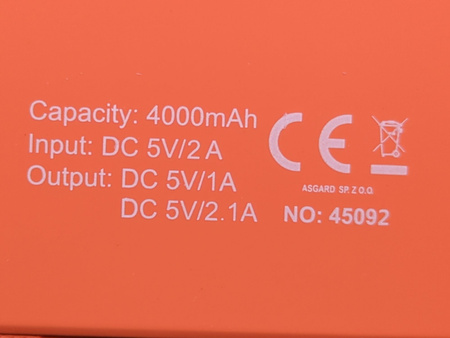 Capacity: 4000mAh
Input: DC 5V/2 A
Output: DC 5V/1A
DC 5V/2.1A
CE
ASGARD SP. Z O.O.
NO: 45092